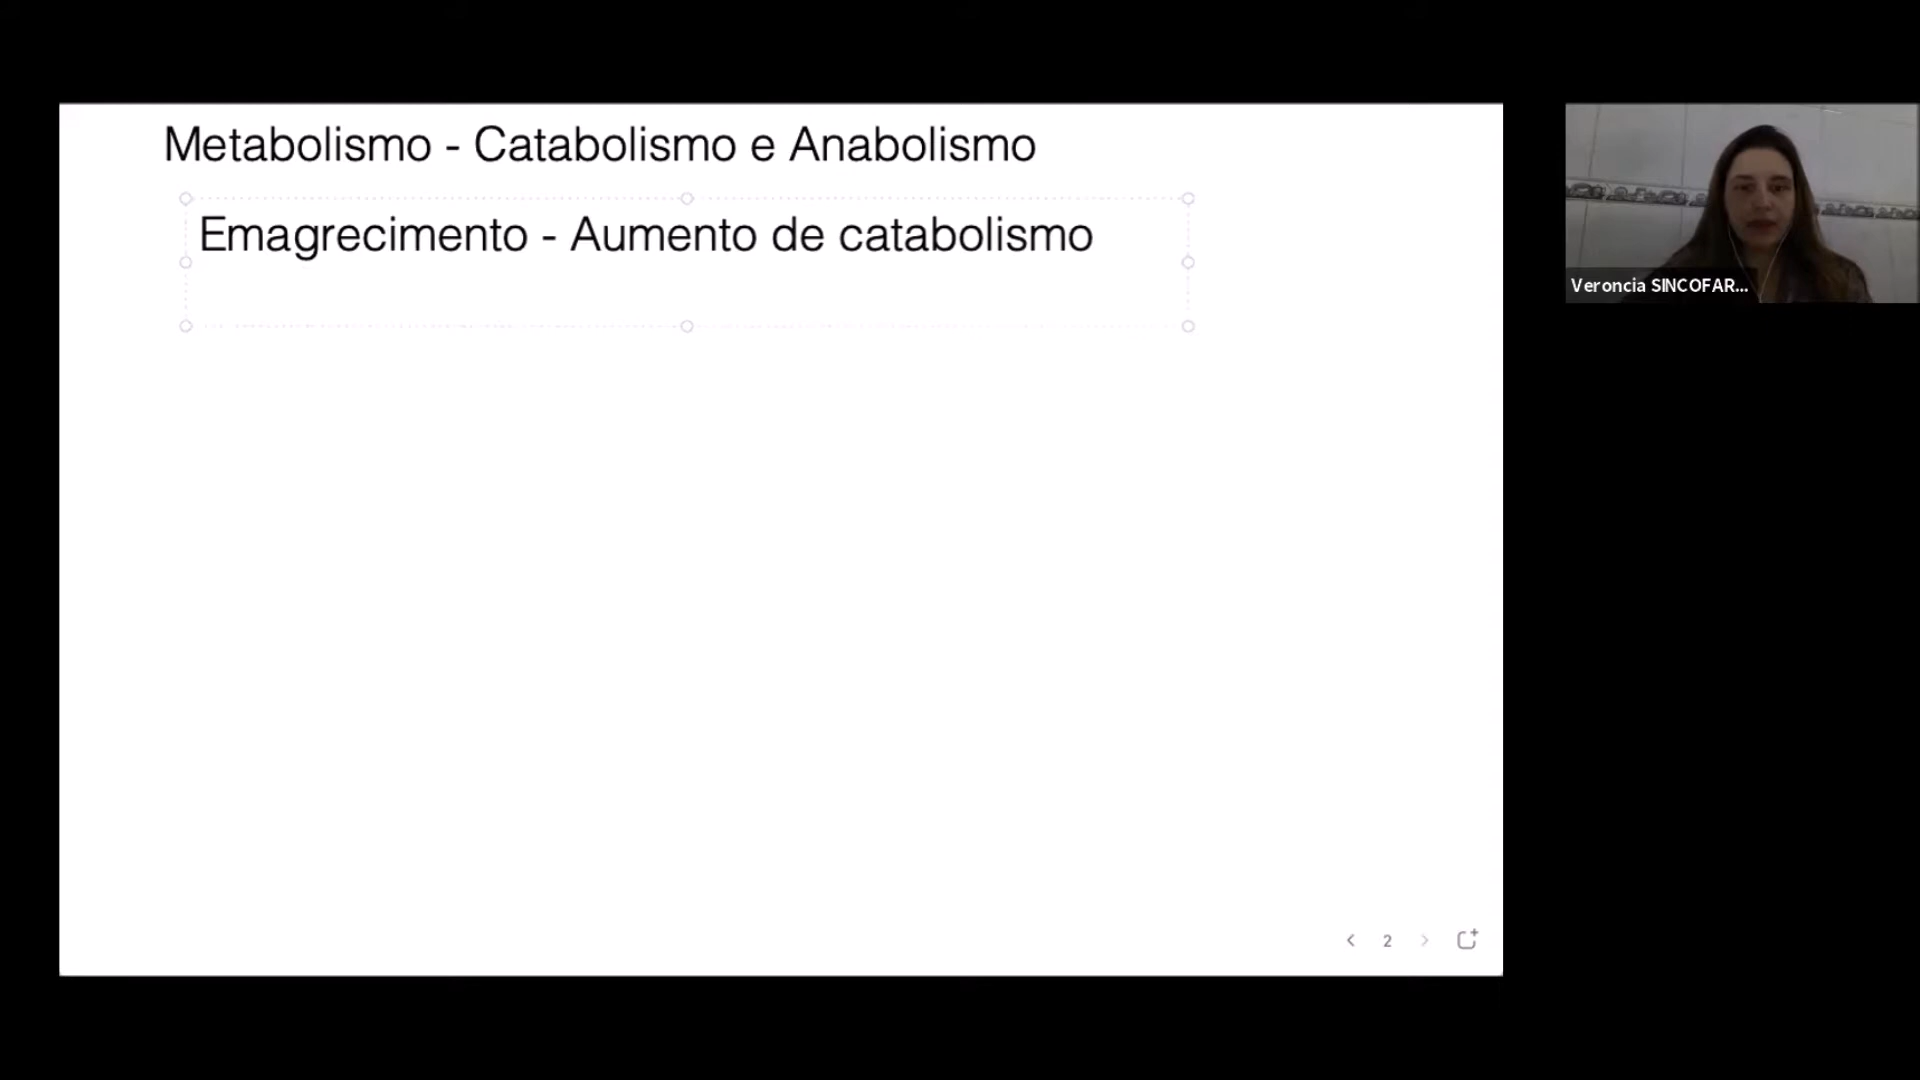 Metabolismo - Catabolismo e Anabolismo
Emagrecimento - Aumento de catabolismo
Veroncia SINCOFAR...
2